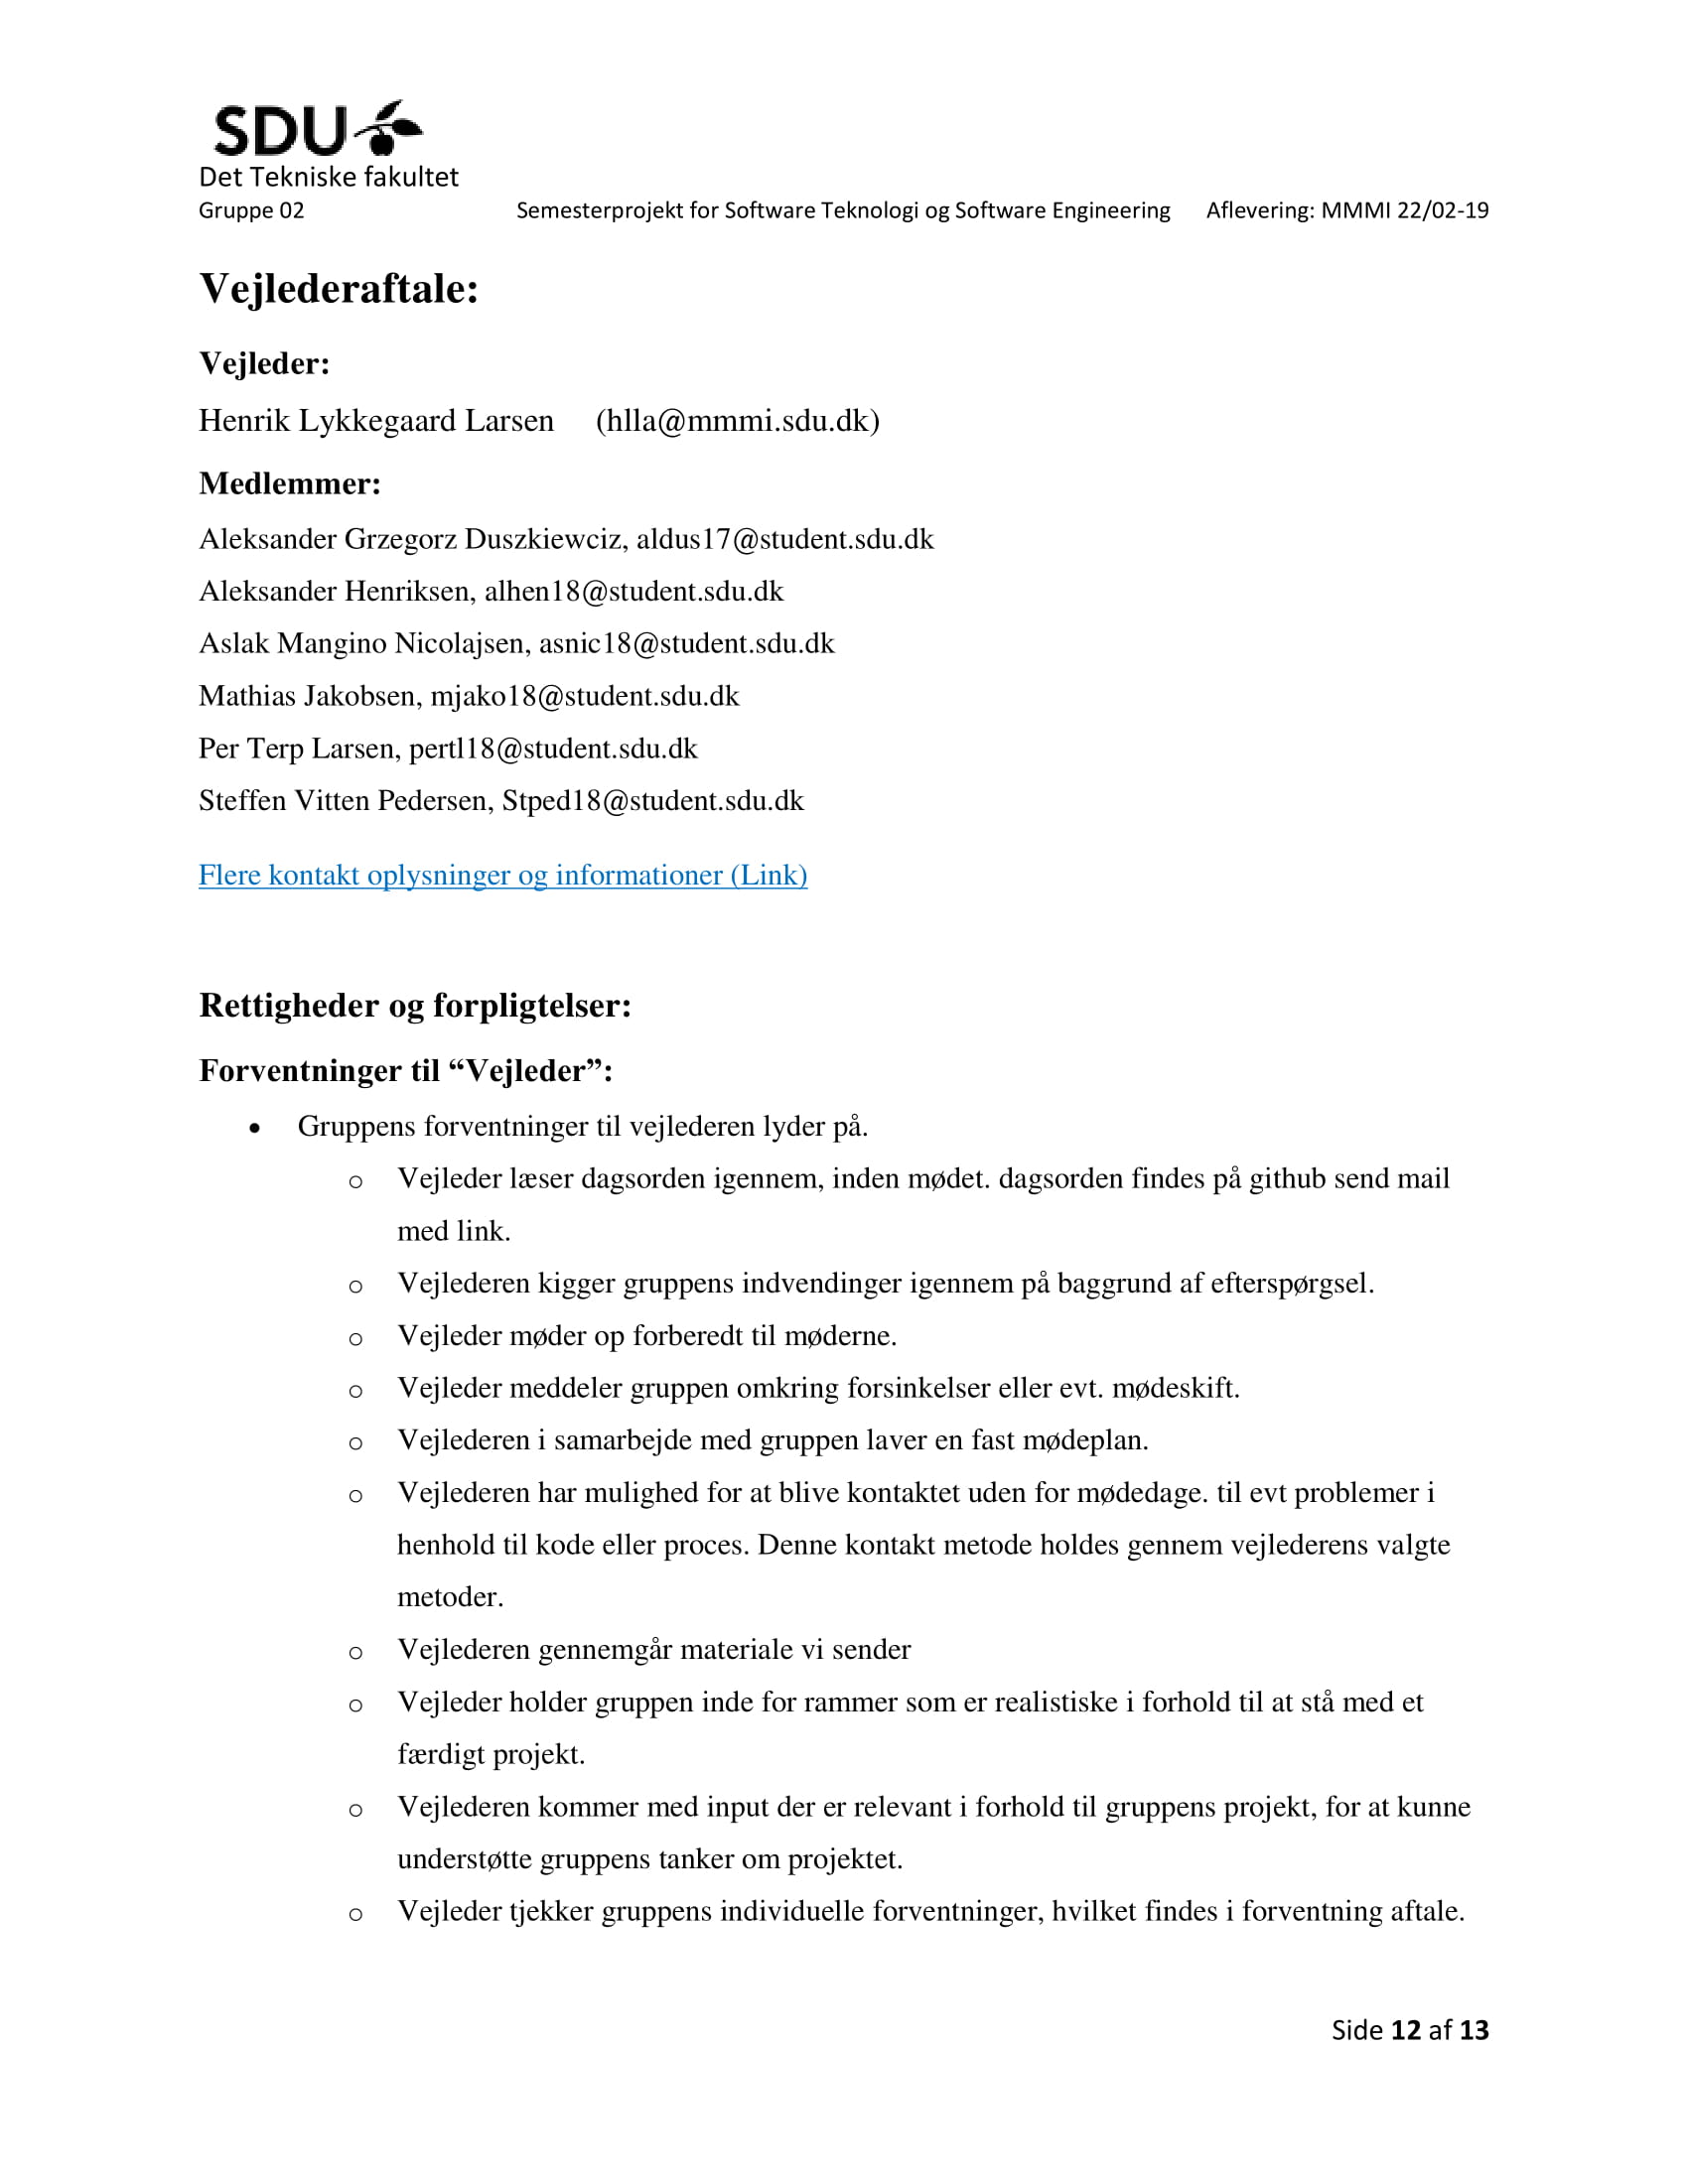 SDU
Det Tekniske fakultet
Gruppe 02 Semesterprojekt for Software Teknologi og Software Engineering Aflevering: MMMI 22/02-19
Vejlederaftale:
Vejleder:
Henrik Lykkegaard Larsen (hlla@mmmi.sdu.dk)
Medlemmer:
Aleksander Grzegorz Duszkiewciz, aldus17@student.sdu.dk
Aleksander Henriksen, alhen18@student.sdu.dk
Aslak Mangino Nicolajsen, asnic18@student.sdu.dk
Mathias Jakobsen, mjako18@student.sdu.dk
Per Terp Larsen, pertl18@student.sdu.dk
Steffen Vitten Pedersen, Stped18@student.sdu.dk
Flere kontakt oplysninger og informationer (Link)
Rettigheder og forpligtelser:
Forventninger til “Vejleder”:
• Gruppens forventninger til vejlederen lyder på.
o Vejleder læser dagsorden igennem, inden mødet. dagsorden findes på github send mail
med link.
o Vejlederen kigger gruppens indvendinger igennem på baggrund af efterspørgsel.
o Vejleder møder op forberedt til møderne.
o Vejleder meddeler gruppen omkring forsinkelser eller evt. mødeskift.
o Vejlederen i samarbejde med gruppen laver en fast mødeplan.
o Vejlederen har mulighed for at blive kontaktet uden for mødedage. til evt problemer i
henhold til kode eller proces. Denne kontakt metode holdes gennem vejlederens valgte
metoder.
o Vejlederen gennemgår materiale vi sender
o Vejleder holder gruppen inde for rammer som er realistiske i forhold til at stå med et
færdigt projekt.
o Vejlederen kommer med input der er relevant i forhold til gruppens projekt, for at kunne
understøtte gruppens tanker om projektet.
o Vejleder tjekker gruppens individuelle forventninger, hvilket findes i forventning aftale.
Side 12 af 13